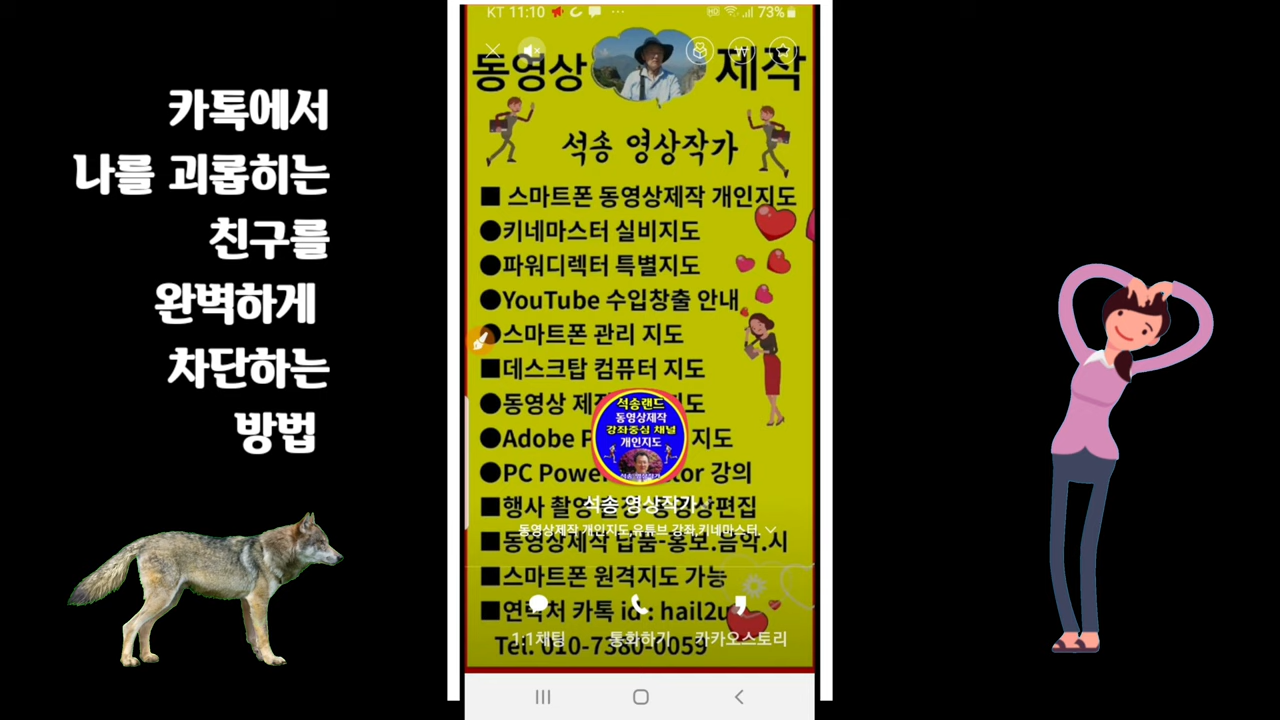 카톡에서
나를 괴롭히는
친구를
완벽하게
차단하는
방법
KT 11:10
73%
동영상 제작
석송 영상작가
■ 스마트폰 동영상제작 개인지도
●키네마스터 실비지도
●파워디렉터 특별지도
●YouTube 수입창출 안내
●스마트폰 관리 지도
■데스크탑 컴퓨터 지도
●동영상 제 도
●Adobe P 지도
●PC Power tor 강의
■행사 촬영 동영상편집
■동영상제작 납품-홍보.음악.시
■스마트폰 원격지도 가능
■연락처 카톡 id : hail2u
Tel. 010-7380-0059
석송랜드
동영상제작
강좌중심 채널
개인지도
석송 영상작가
석송 영상작가
동영상제작 개인지도,유튜브 강좌,키네마스터.
1:1채팅
통화하기
카카오스토리